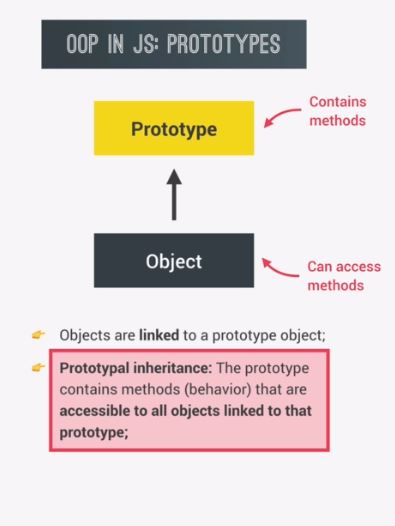 OOP IN JS: PROTOTYPES
Contains
methods
Prototype
Object
Can access
methods
👉 Objects are linked to a prototype object;
👉 Prototypal inheritance: The prototype
contains methods (behavior) that are
accessible to all objects linked to that
prototype;